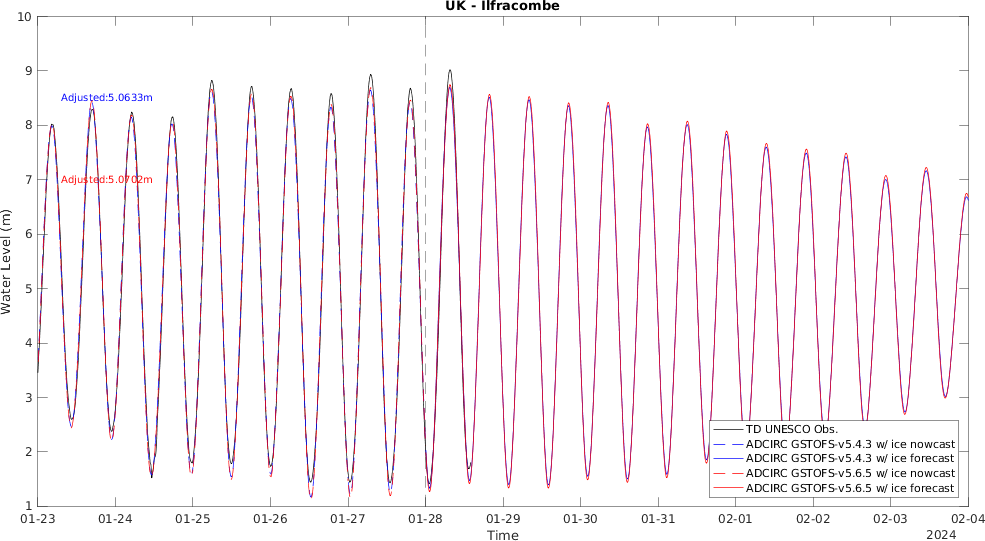 UK - Ilfracombe
10
9
8
7
6
5
4
3
2
1
Water Level (m)
Adjusted:5.0633m
Adjusted:5.0702m
TD UNESCO Obs.
ADCIRC GSTOFS-v5.4.3 w/ ice nowcast
ADCIRC GSTOFS-v5.4.3 w/ ice forecast
ADCIRC GSTOFS-v5.6.5 w/ ice nowcast
ADCIRC GSTOFS-v5.6.5 w/ ice forecast
01-23 01-24 01-25 01-26 01-27 01-28 01-29 01-30 01-31 02-01 02-02 02-03 02-04
Time
2024